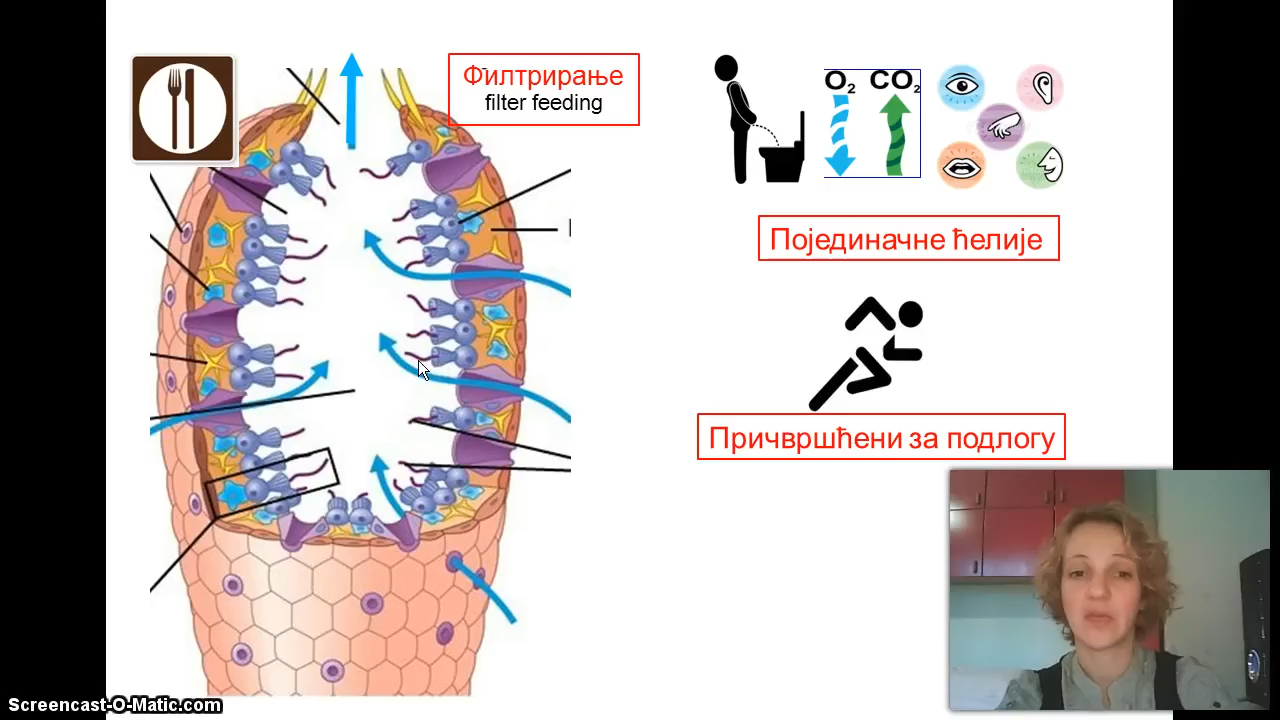 Филтрирање
filter feeding
O₂ CO₂
Појединачне ћелије
Причвршћени за подлогу
Screencast-O-Matic.com